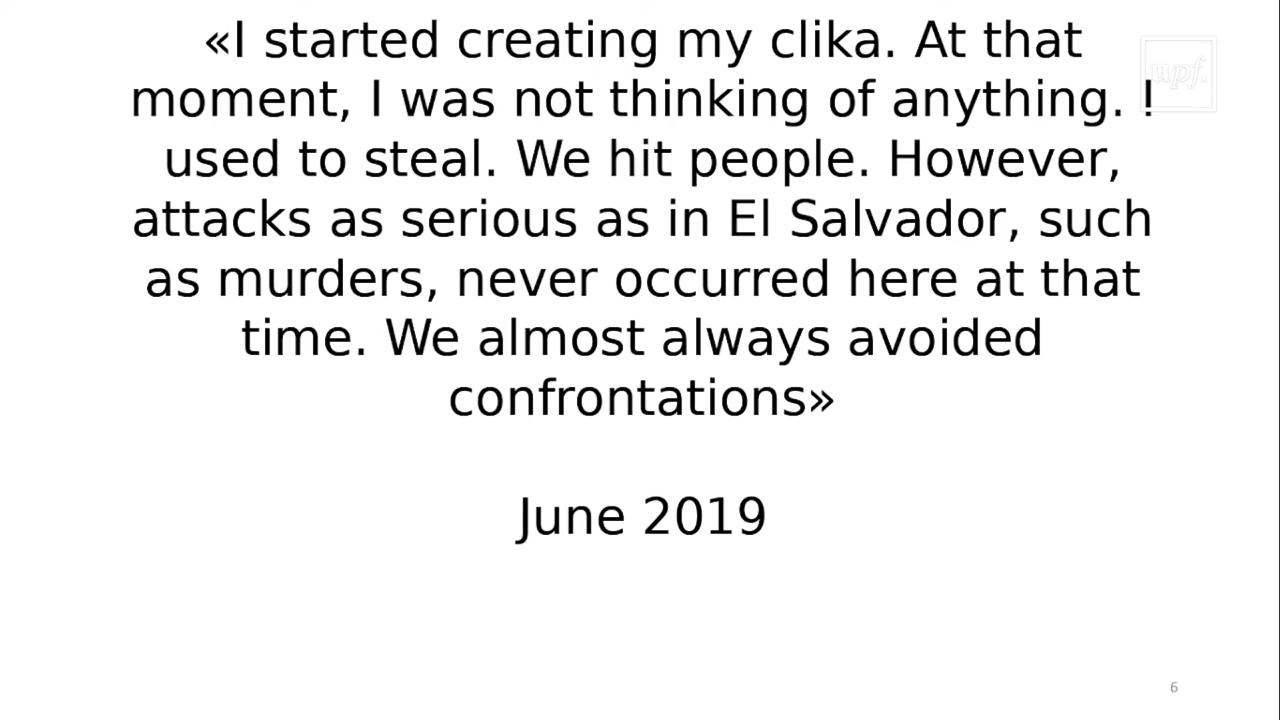 «I started creating my clika. At that
upf.
moment, I was not thinking of anything. I
used to steal. We hit people. However,
attacks as serious as in El Salvador, such
as murders, never occurred here at that
time. We almost always avoided
confrontations»
June 2019
6